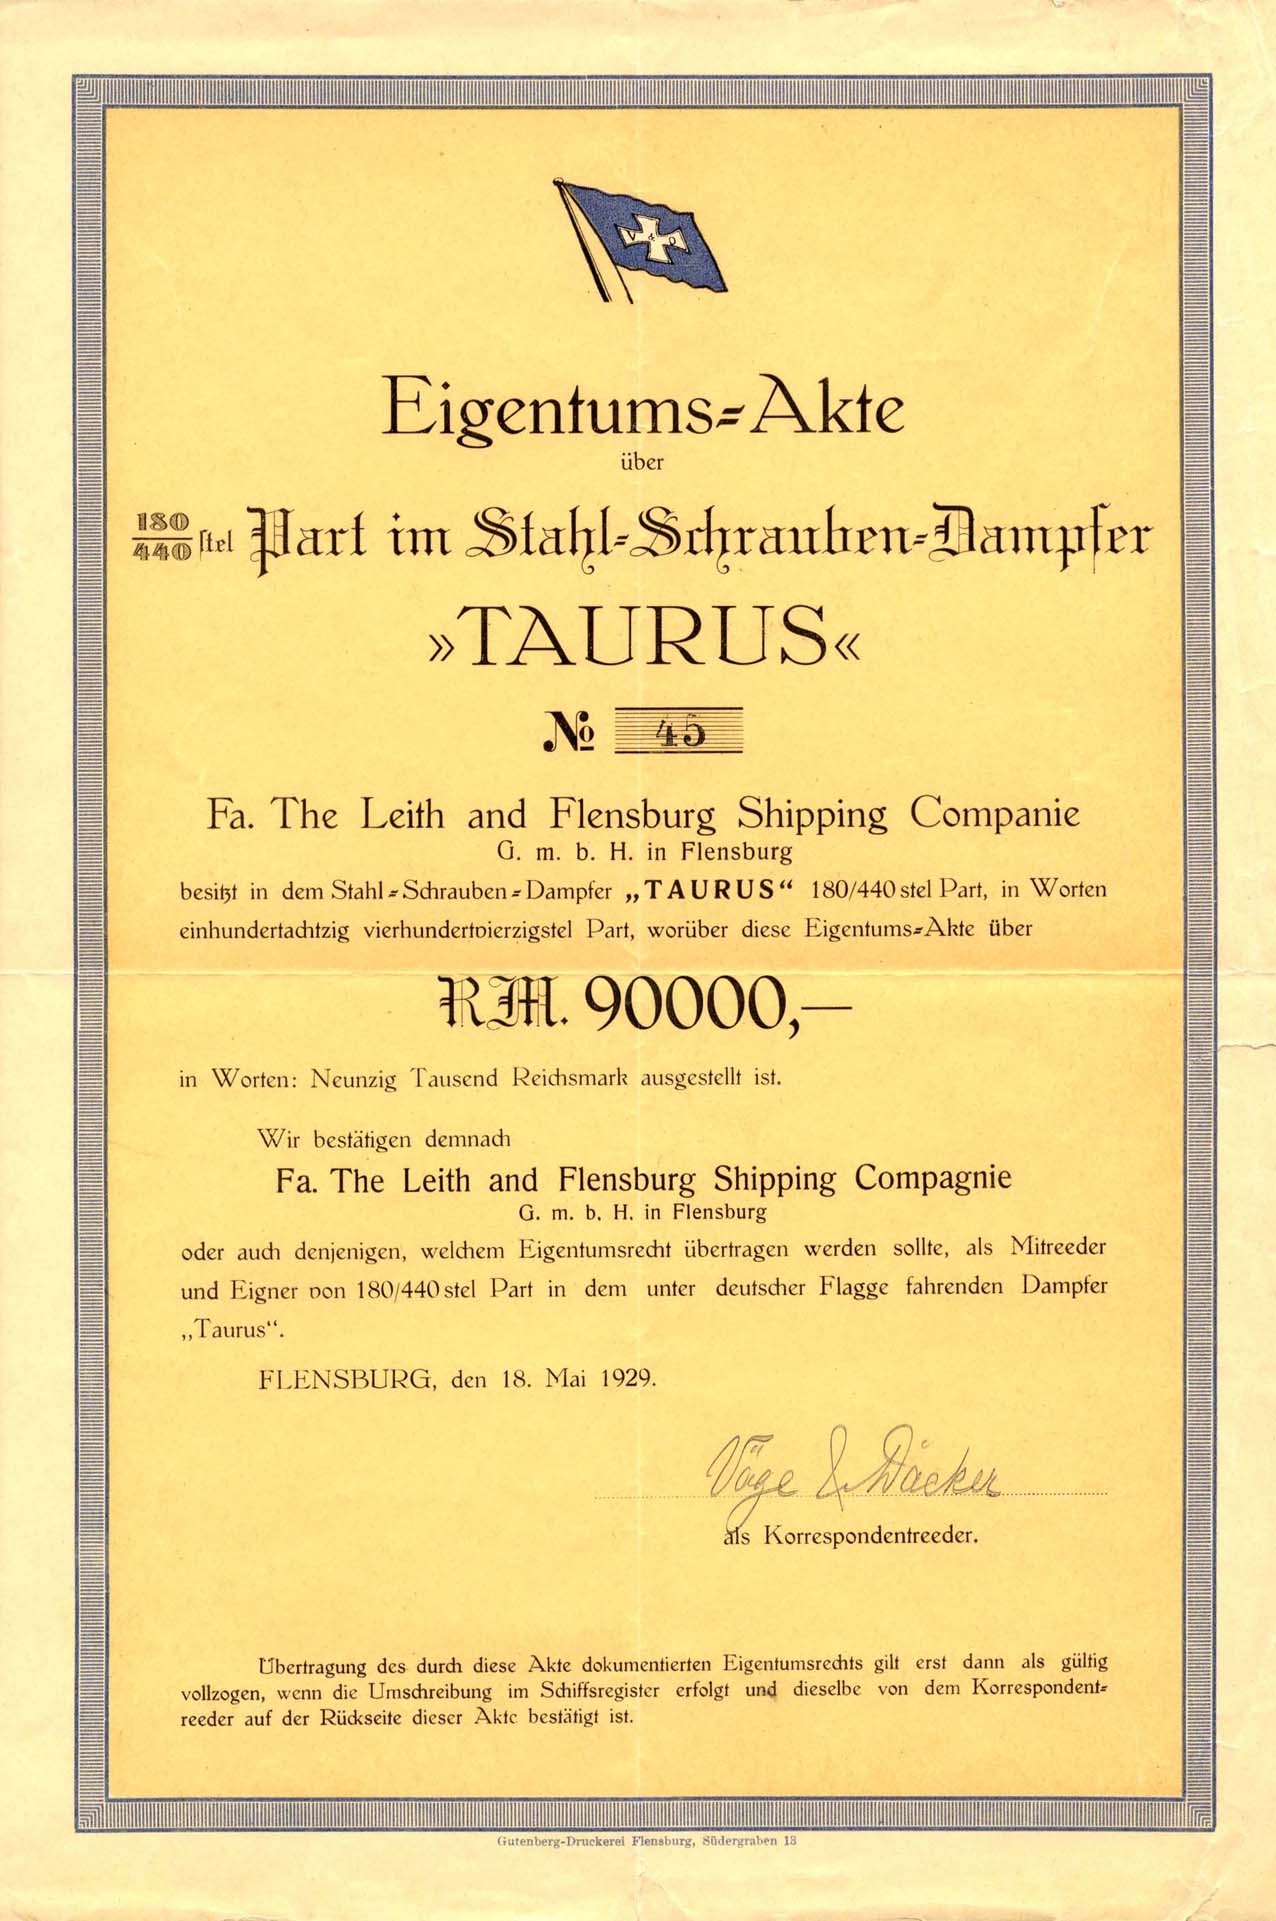 V & D
Eigentums=Akte
über
180/440 stel Part im Stahl=Schrauben=Dampfer
»TAURUS«
No 45
Fa. The Leith and Flensburg Shipping Companie
G. m. b. H. in Flensburg
besitzt in dem Stahl=Schrauben=Dampfer „TAURUS“ 180/440 stel Part, in Worten
einhundertachtzig vierhundertvierzigstel Part, worüber diese Eigentums=Akte über
RM. 90000,—
in Worten: Neunzig Tausend Reichsmark ausgestellt ist.
Wir bestätigen demnach
Fa. The Leith and Flensburg Shipping Compagnie
G. m. b. H. in Flensburg
oder auch denjenigen, welchem Eigentumsrecht übertragen werden sollte, als Mitreeder
und Eigner von 180/440 stel Part in dem unter deutscher Flagge fahrenden Dampfer
„Taurus“.
FLENSBURG, den 18. Mai 1929.
Vöge & Däcker
als Korrespondentreeder.
Übertragung des durch diese Akte dokumentierten Eigentumsrechts gilt erst dann als gültig
vollzogen, wenn die Umschreibung im Schiffsregister erfolgt und dieselbe von dem Korrespondent=
reeder auf der Rückseite dieser Akte bestätigt ist.
Gutenberg-Druckerei Flensburg, Südergraben 13